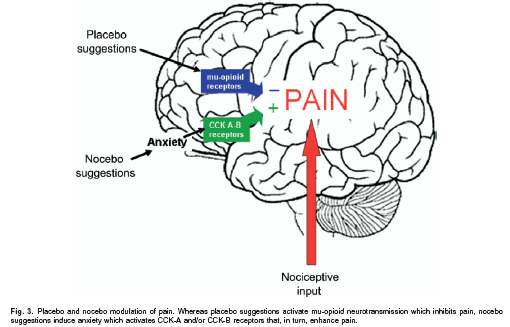 Placebo
suggestions
mu-opioid
receptors
–
PAIN
+
CCK A-B
receptors
Anxiety
Nocebo
suggestions
Nociceptive
input
Fig. 3. Placebo and nocebo modulation of pain. Whereas placebo suggestions activate mu-opioid neurotransmission which inhibits pain, nocebo
suggestions induce anxiety which activates CCK-A and/or CCK-B receptors that, in turn, enhance pain.